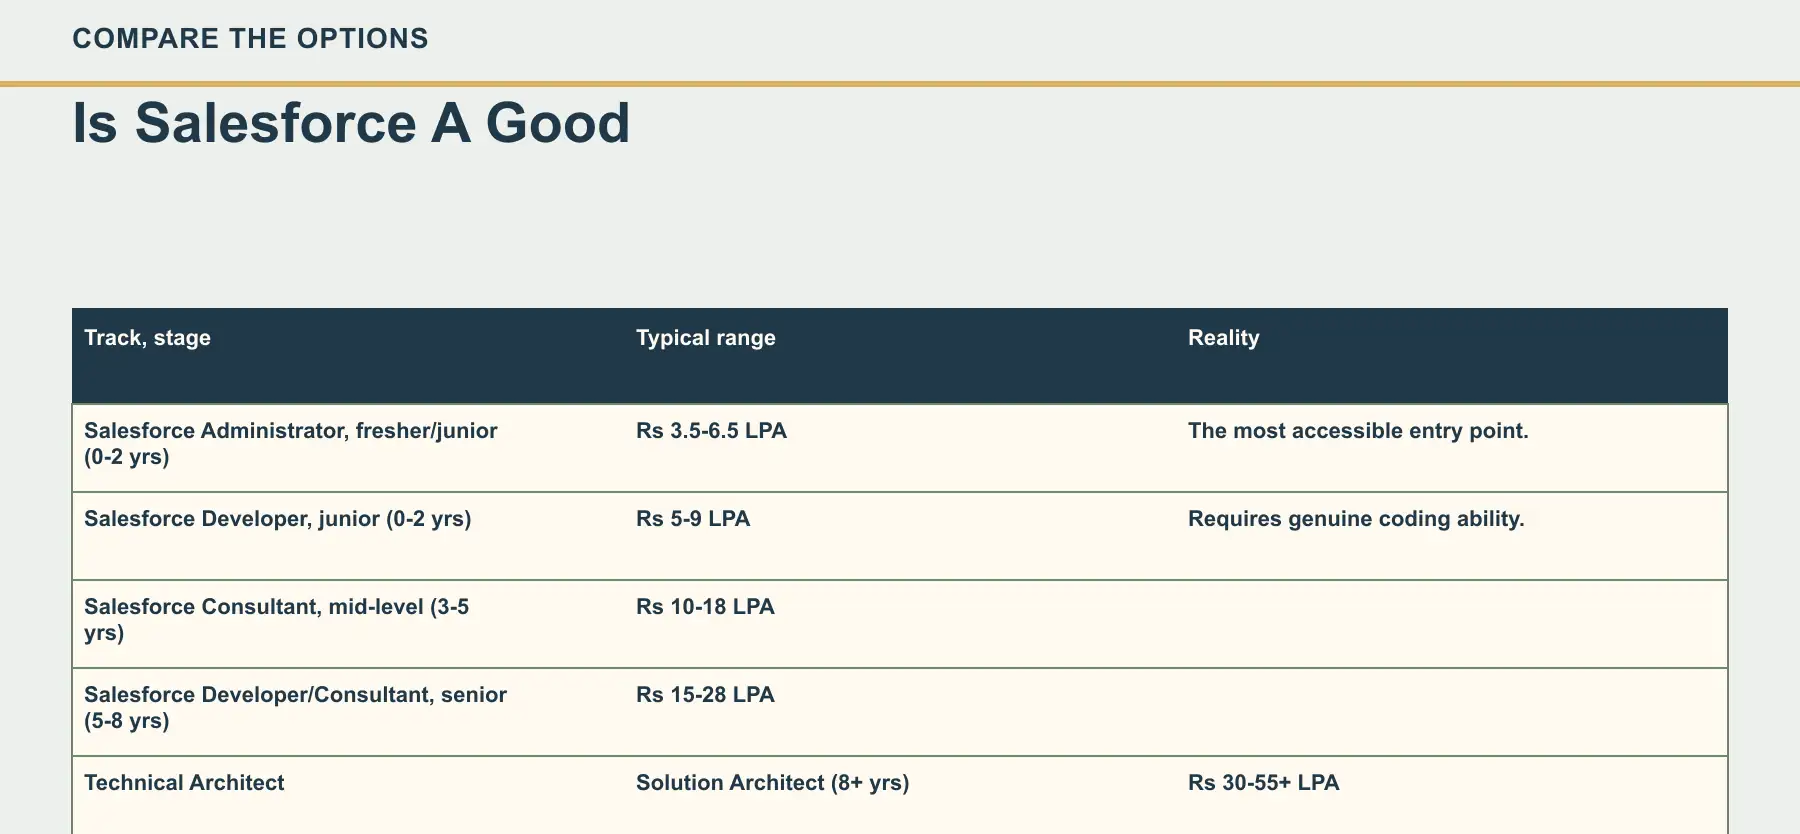 COMPARE THE OPTIONS
Is Salesforce A Good
Track, stage Typical range Reality
Salesforce Administrator, fresher/junior Rs 3.5-6.5 LPA The most accessible entry point.
(0-2 yrs)
Salesforce Developer, junior (0-2 yrs) Rs 5-9 LPA Requires genuine coding ability.
Salesforce Consultant, mid-level (3-5 Rs 10-18 LPA
yrs)
Salesforce Developer/Consultant, senior Rs 15-28 LPA
(5-8 yrs)
Technical Architect Solution Architect (8+ yrs) Rs 30-55+ LPA